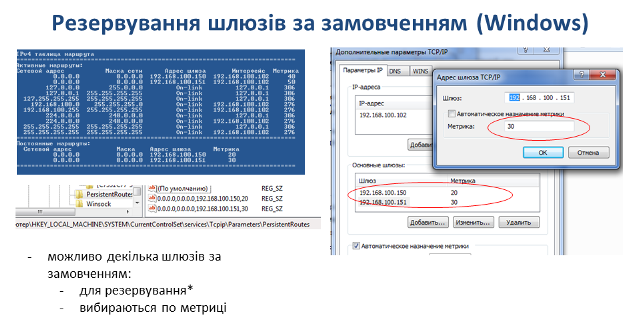 Резервування шлюзів за замовченням (Windows)
IPv4 таблица маршрута
Активные маршруты:
Сетевой адрес Маска сети Адрес шлюза Интерфейс Метрика
0.0.0.0 0.0.0.0 192.168.100.150 192.168.100.102 40
0.0.0.0 0.0.0.0 192.168.100.151 192.168.100.102 50
127.0.0.0 255.0.0.0 On-link 127.0.0.1 306
127.0.0.1 255.255.255.255 On-link 127.0.0.1 306
127.255.255.255 255.255.255.255 On-link 127.0.0.1 306
192.168.100.0 255.255.255.0 On-link 192.168.100.102 276
192.168.100.102 255.255.255.255 On-link 192.168.100.102 276
192.168.100.255 255.255.255.255 On-link 192.168.100.102 276
224.0.0.0 240.0.0.0 On-link 127.0.0.1 306
224.0.0.0 240.0.0.0 On-link 192.168.100.102 276
255.255.255.255 255.255.255.255 On-link 127.0.0.1 306
255.255.255.255 255.255.255.255 On-link 192.168.100.102 276
Постоянные маршруты:
Сетевой адрес Маска Адрес шлюза Метрика
0.0.0.0 0.0.0.0 192.168.100.150 20
0.0.0.0 0.0.0.0 192.168.100.151 30
PersistentRoutes
Winsock
(По умолчанию) REG_SZ
0.0.0.0,0.0.0.0,192.168.100.150,20 REG_SZ
0.0.0.0,0.0.0.0,192.168.100.151,30 REG_SZ
ютер\HKEY_LOCAL_MACHINE\SYSTEM\CurrentControlSet\services\Tcpip\Parameters\PersistentRoutes
Дополнительные параметры TCP/IP
Параметры IP DNS WINS
IP-адреса
IP-адрес
192.168.100.102
Основные шлюзы:
Шлюз Метрика
192.168.100.150 20
192.168.100.151 30
Добавить... Изменить... Удалить
Автоматическое назначение метрики
Адрес шлюза TCP/IP
Шлюз: 192 . 168 . 100 . 151
Автоматическое назначение метрики
Метрика: 30
OK Отмена
- можливо декілька шлюзів за
замовченням:
- для резервування*
- вибираються по метриці